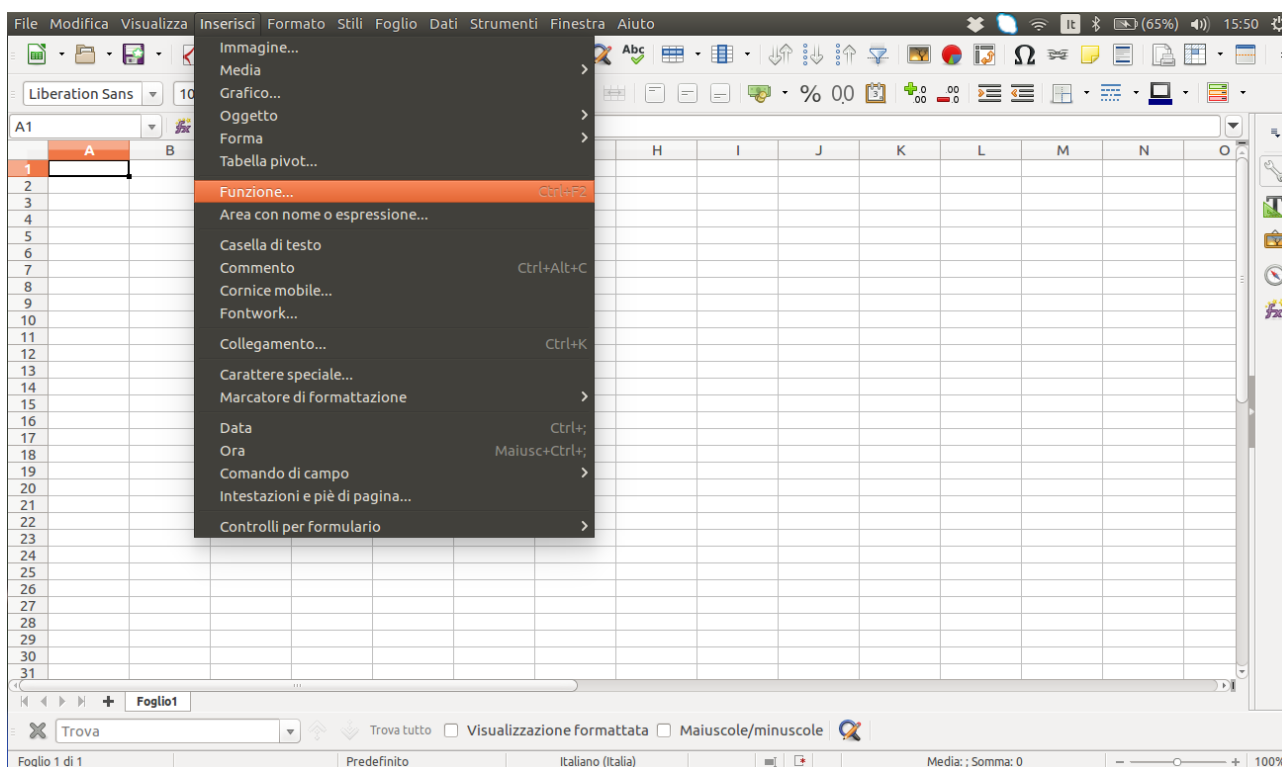 File Modifica Visualizza Inserisci Formato Stili Foglio Dati Strumenti Finestra Aiuto It (65%) 15:50
Immagine...
Abc
Media
Liberation Sans 10
Grafico...
% 0,0
Oggetto
A1
Forma
A B H I J K L M N O
Tabella pivot...
1
2
Funzione... Ctrl+F2
3
4
Area con nome o espressione...
5
Casella di testo
6
7
Commento Ctrl+Alt+C
8
Cornice mobile...
9
10
Fontwork...
11
Collegamento... Ctrl+K
12
13
Carattere speciale...
14
Marcatore di formattazione
15
16
Data Ctrl+;
17
18
Ora Maiusc+Ctrl+;
19
Comando di campo
20
Intestazioni e piè di pagina...
21
22
Controlli per formulario
23
24
25
26
27
28
29
30
31
Foglio1
Trova Trova tutto Visualizzazione formattata Maiuscole/minuscole
Foglio 1 di 1 Predefinito Italiano (Italia) Media: ; Somma: 0 100%